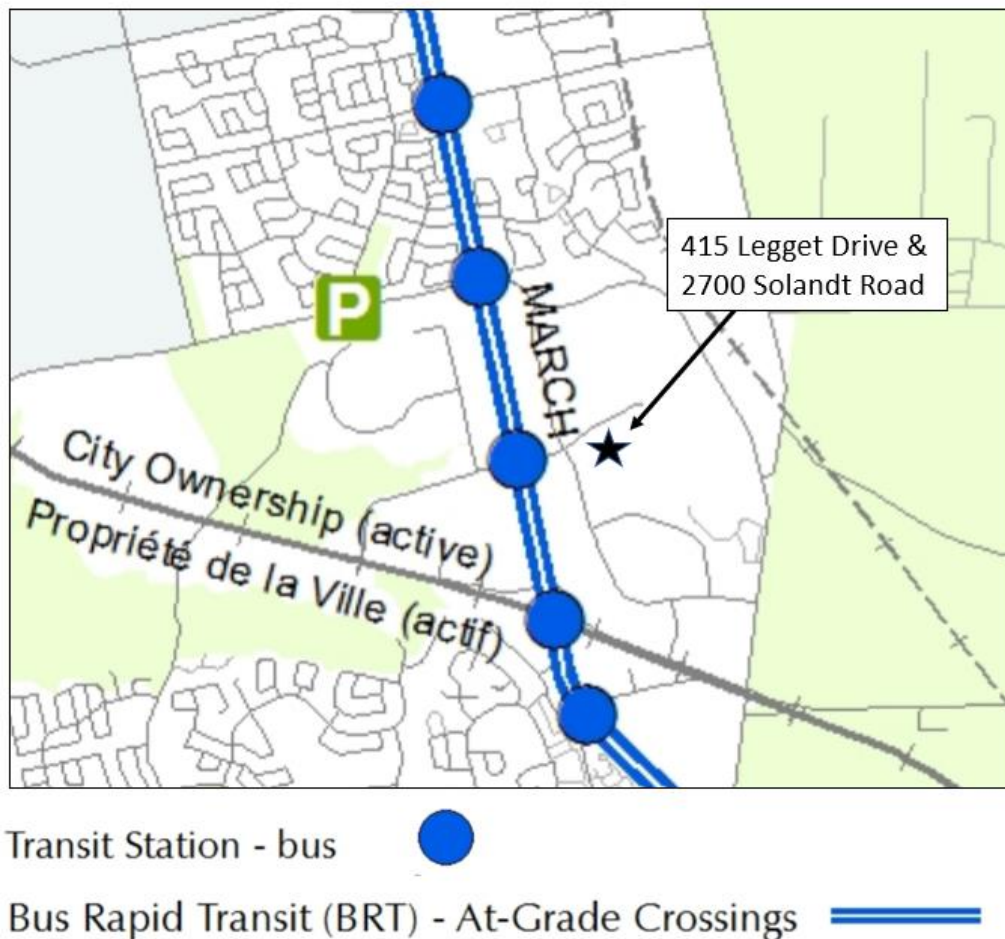 415 Legget Drive &
2700 Solandt Road
P
MARCH
City Ownership (active)
Propriété de la Ville (actif)
Transit Station - bus
Bus Rapid Transit (BRT) - At-Grade Crossings